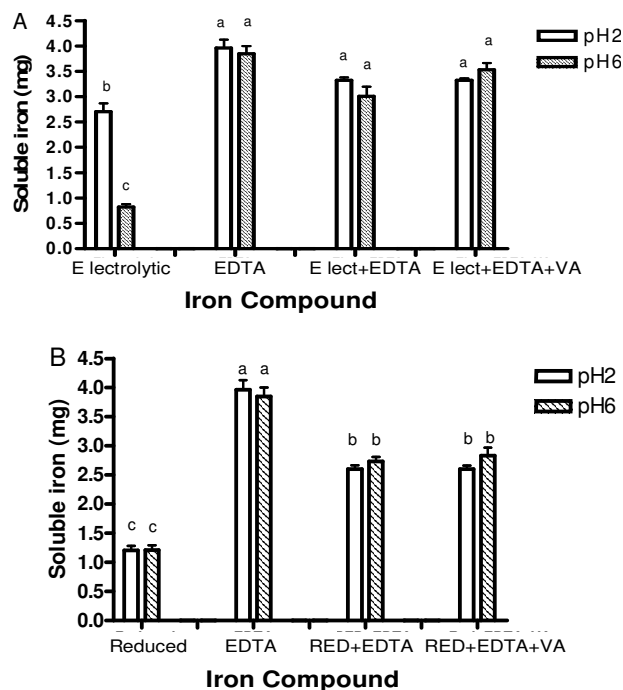 A
pH2
pH6
Soluble iron (mg)
4.5
4.0
3.5
3.0
2.5
2.0
1.5
1.0
0.5
0.0
b
c
a
a
a
a
a
a
E lectrolytic
EDTA
E lect+EDTA
E lect+EDTA+VA
Iron Compound
B
pH2
pH6
Soluble iron (mg)
4.5
4.0
3.5
3.0
2.5
2.0
1.5
1.0
0.5
0.0
c c
a a
b b
b b
Reduced
EDTA
RED+EDTA
RED+EDTA+VA
Iron Compound